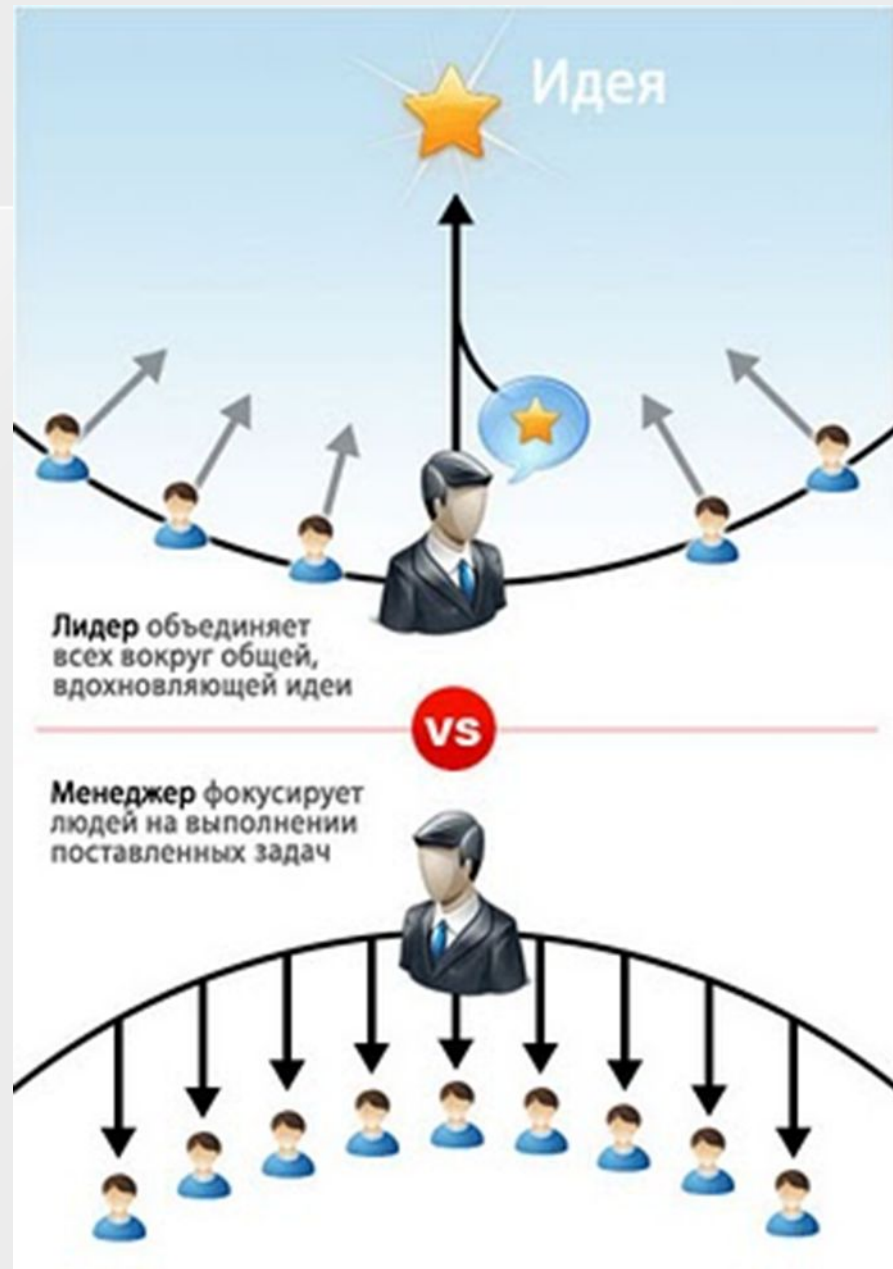 Идея
Лидер объединяет
всех вокруг общей,
вдохновляющей идеи
vs
Менеджер фокусирует
людей на выполнении
поставленных задач